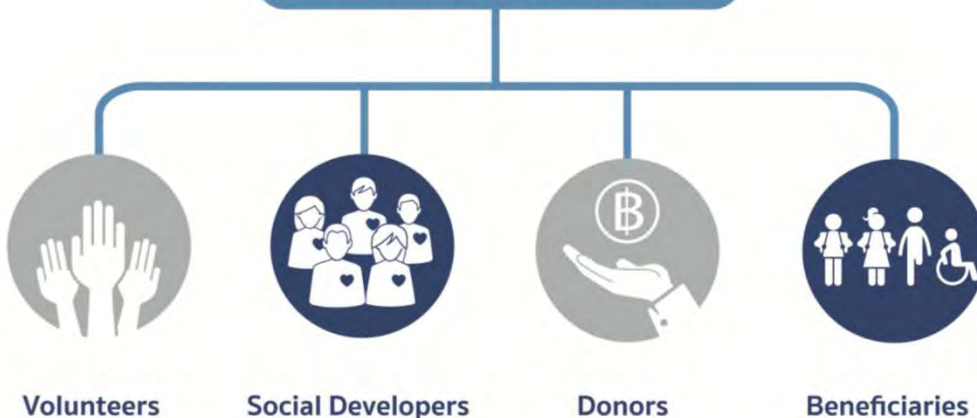 ฿
Volunteers
Social Developers
Donors
Beneficiaries